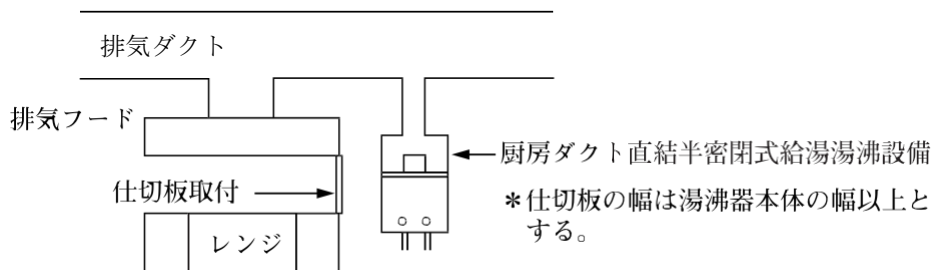 排気ダクト
排気フード
厨房ダクト直結半密閉式給湯湯沸設備
仕切板取付
＊仕切板の幅は湯沸器本体の幅以上と
する。
レンジ